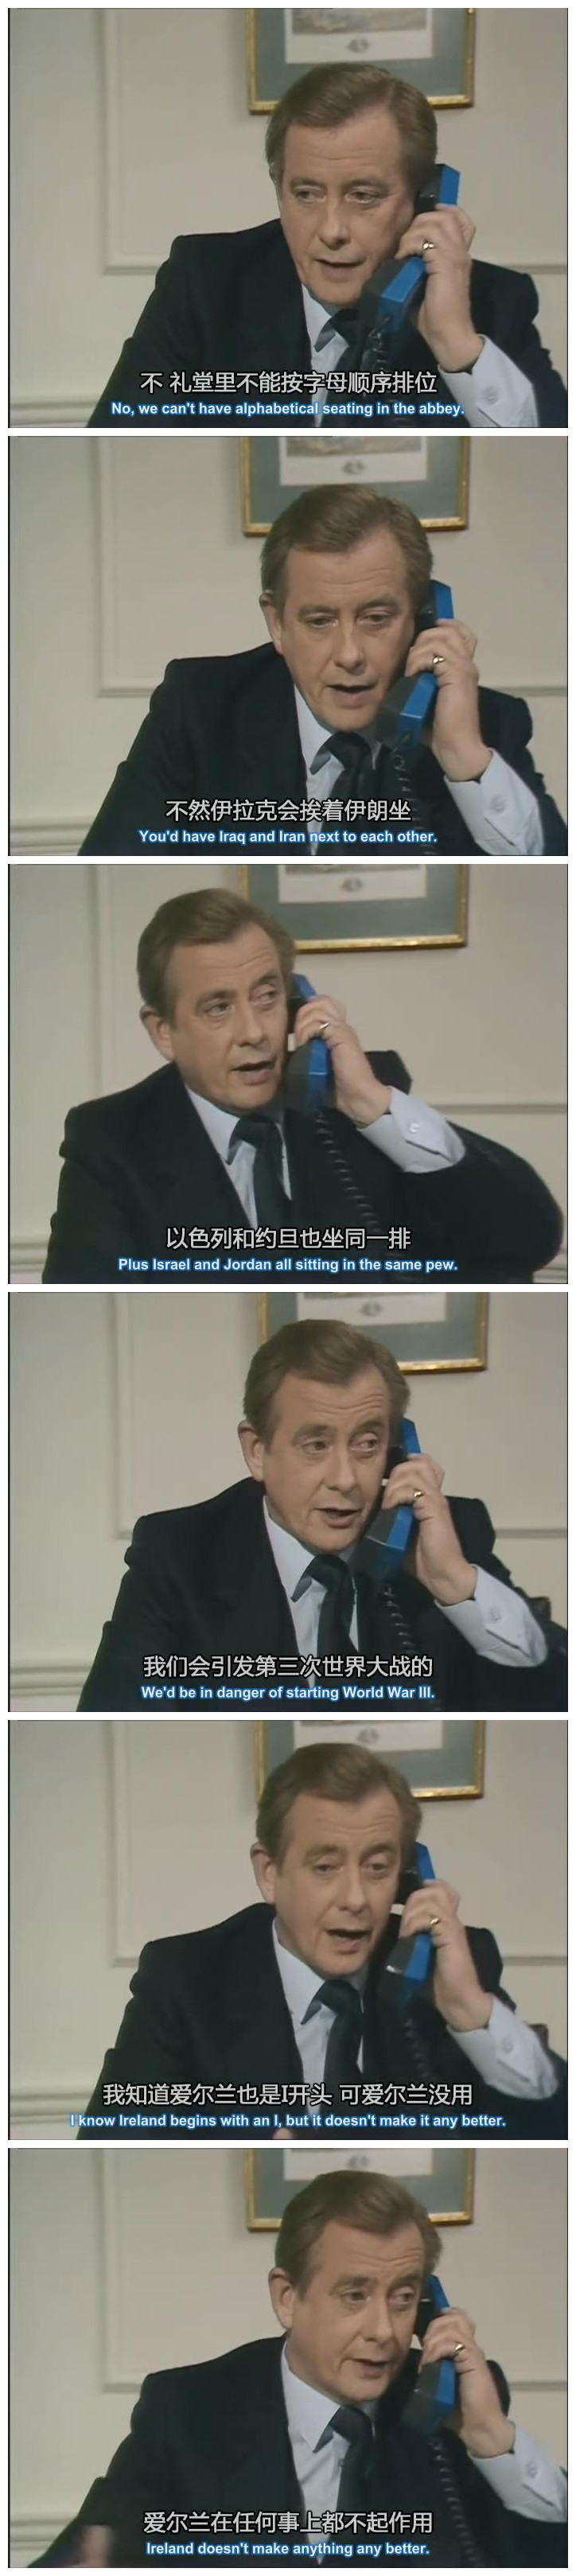 不 礼堂里不能按字母顺序排位
No, we can't have alphabetical seating in the abbey.
不然伊拉克会挨着伊朗坐
You'd have Iraq and Iran next to each other.
以色列和约旦也坐同一排
Plus Israel and Jordan all sitting in the same pew.
我们会引发第三次世界大战的
We'd be in danger of starting World War III.
我知道爱尔兰也是I开头 可爱尔兰没用
I know Ireland begins with an I, but it doesn't make it any better.
爱尔兰在任何事上都不起作用
Ireland doesn't make anything any better.